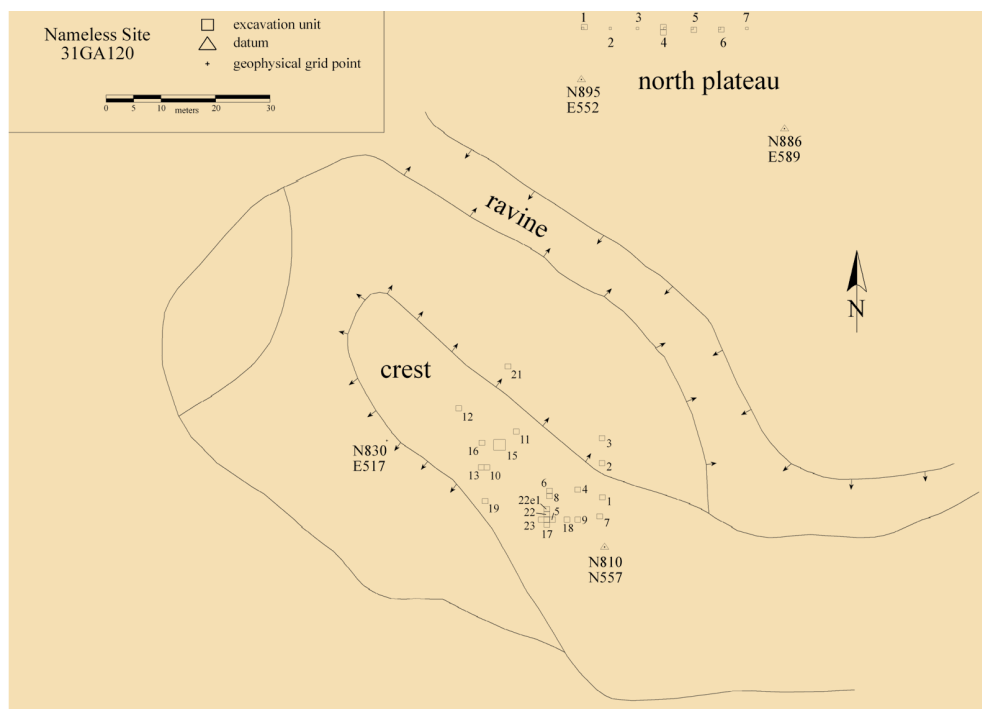 Nameless Site
31GA120
excavation unit
datum
geophysical grid point
0 5 10 20 30
meters
1 3 5 7
2 4 6
north plateau
N895
E552
N886
E589
ravine
N
crest
21
12
11
3
N830
E517
16
15
2
13 10
6
4
22e1 8
1
19
22 5
7
23
18 9
17
N810
N557